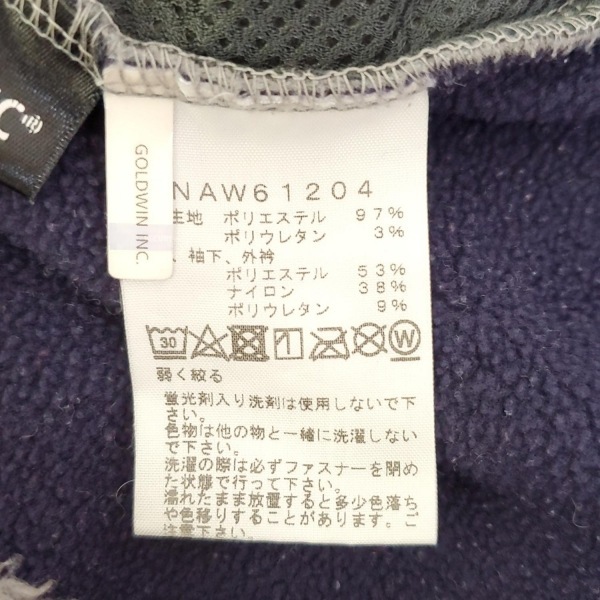 C®
GOLDWIN INC.
NAW61204
生地 ポリエステル 97%
ポリウレタン 3%
、袖下、外衿
ポリエステル 53%
ナイロン 38%
ポリウレタン 9%
30
W
弱く絞る
蛍光剤入り洗剤は使用しないで下
さい。
色物は他の物と一緒に洗濯しない
で下さい。
洗濯の際は必ずファスナーを閉め
た状態で行って下さい。
濡れたまま放置すると多少色落ち
や色移りすることがあります。ご
注意下さい。